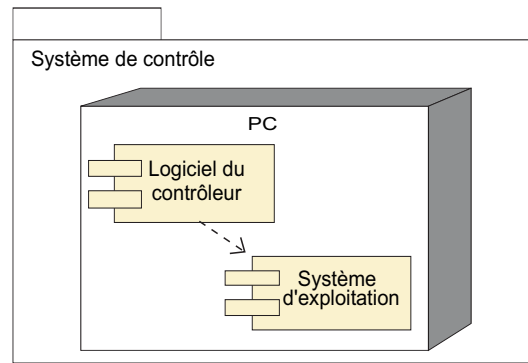 Système de contrôle
PC
Logiciel du
contrôleur
Système
d'exploitation